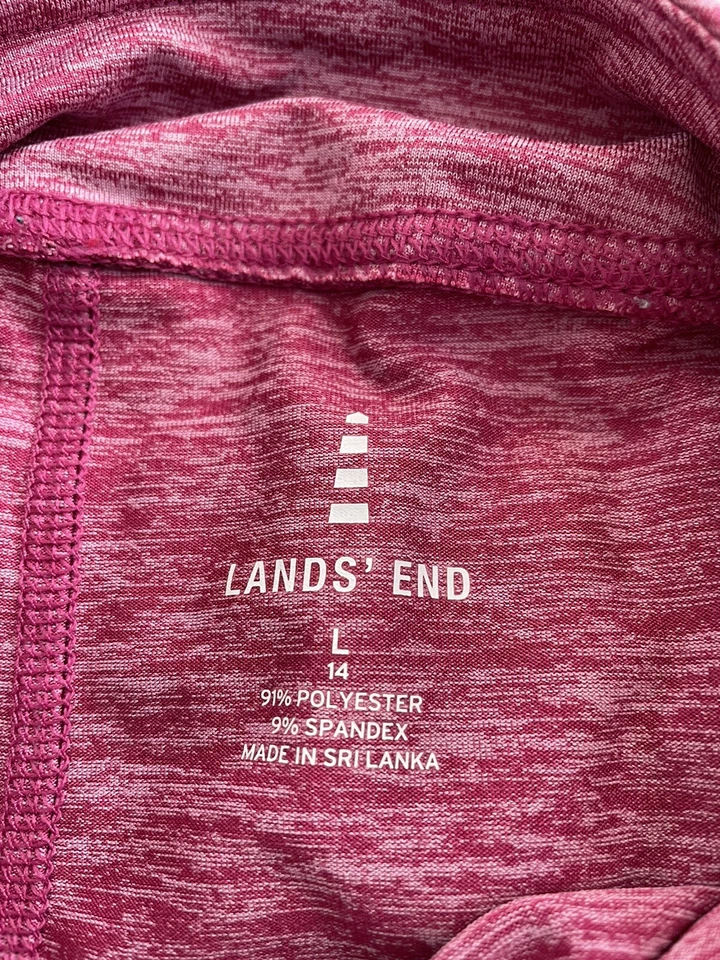 LANDS' END
L
14
91% POLYESTER
9% SPANDEX
MADE IN SRI LANKA